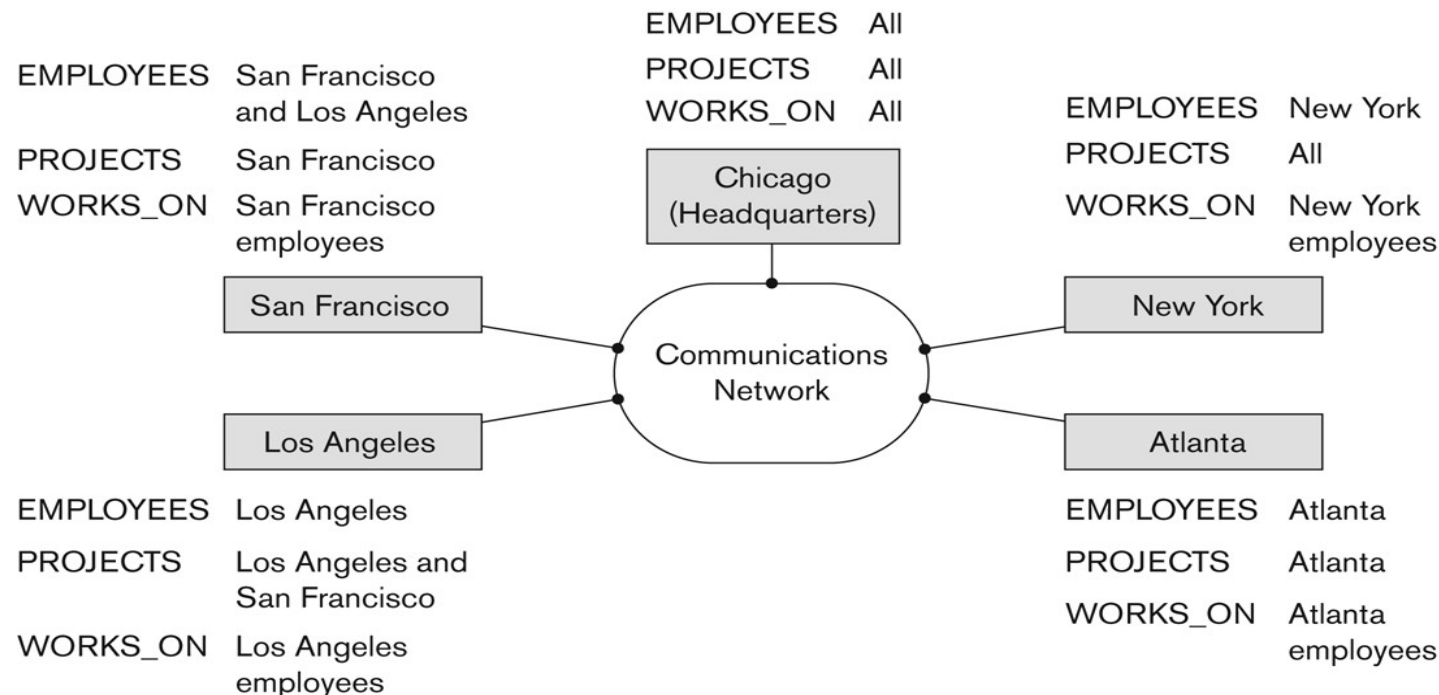 EMPLOYEES All
PROJECTS All
WORKS_ON All
EMPLOYEES San Francisco
and Los Angeles
PROJECTS San Francisco
WORKS_ON San Francisco
employees
EMPLOYEES New York
PROJECTS All
WORKS_ON New York
employees
Chicago
(Headquarters)
San Francisco
New York
Communications
Network
Los Angeles
Atlanta
EMPLOYEES Los Angeles
PROJECTS Los Angeles and
San Francisco
WORKS_ON Los Angeles
employees
EMPLOYEES Atlanta
PROJECTS Atlanta
WORKS_ON Atlanta
employees